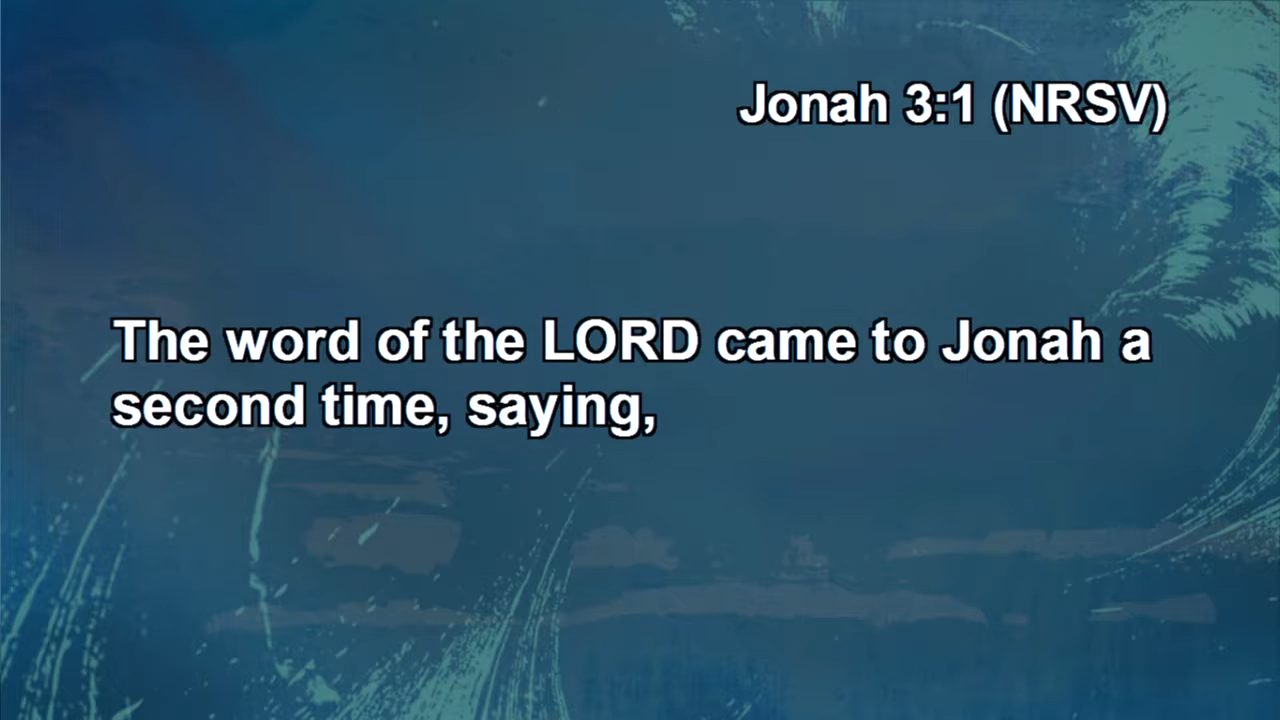 Jonah 3:1 (NRSV)
The word of the LORD came to Jonah a
second time, saying,